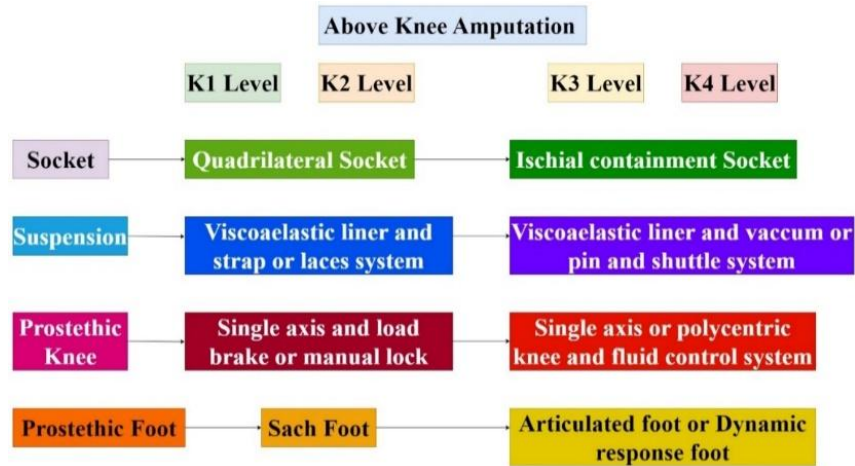 Above Knee Amputation
K1 Level
K2 Level
K3 Level
K4 Level
Socket
Quadrilateral Socket
Ischial containment Socket
Suspension
Viscoaelastic liner and
strap or laces system
Viscoaelastic liner and vaccum or
pin and shuttle system
Prostethic
Knee
Single axis and load
brake or manual lock
Single axis or polycentric
knee and fluid control system
Prostethic Foot
Sach Foot
Articulated foot or Dynamic
response foot